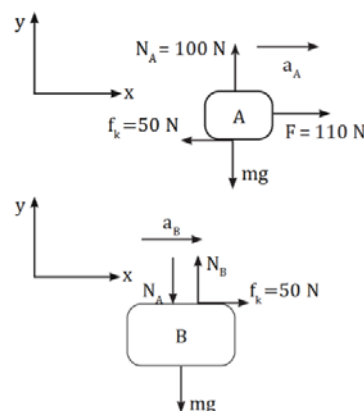 y
x
N_A = 100 N
a_A
A
f_k=50 N
F = 110 N
mg
y
x
a_B
N_A
N_B
f_k=50 N
B
mg